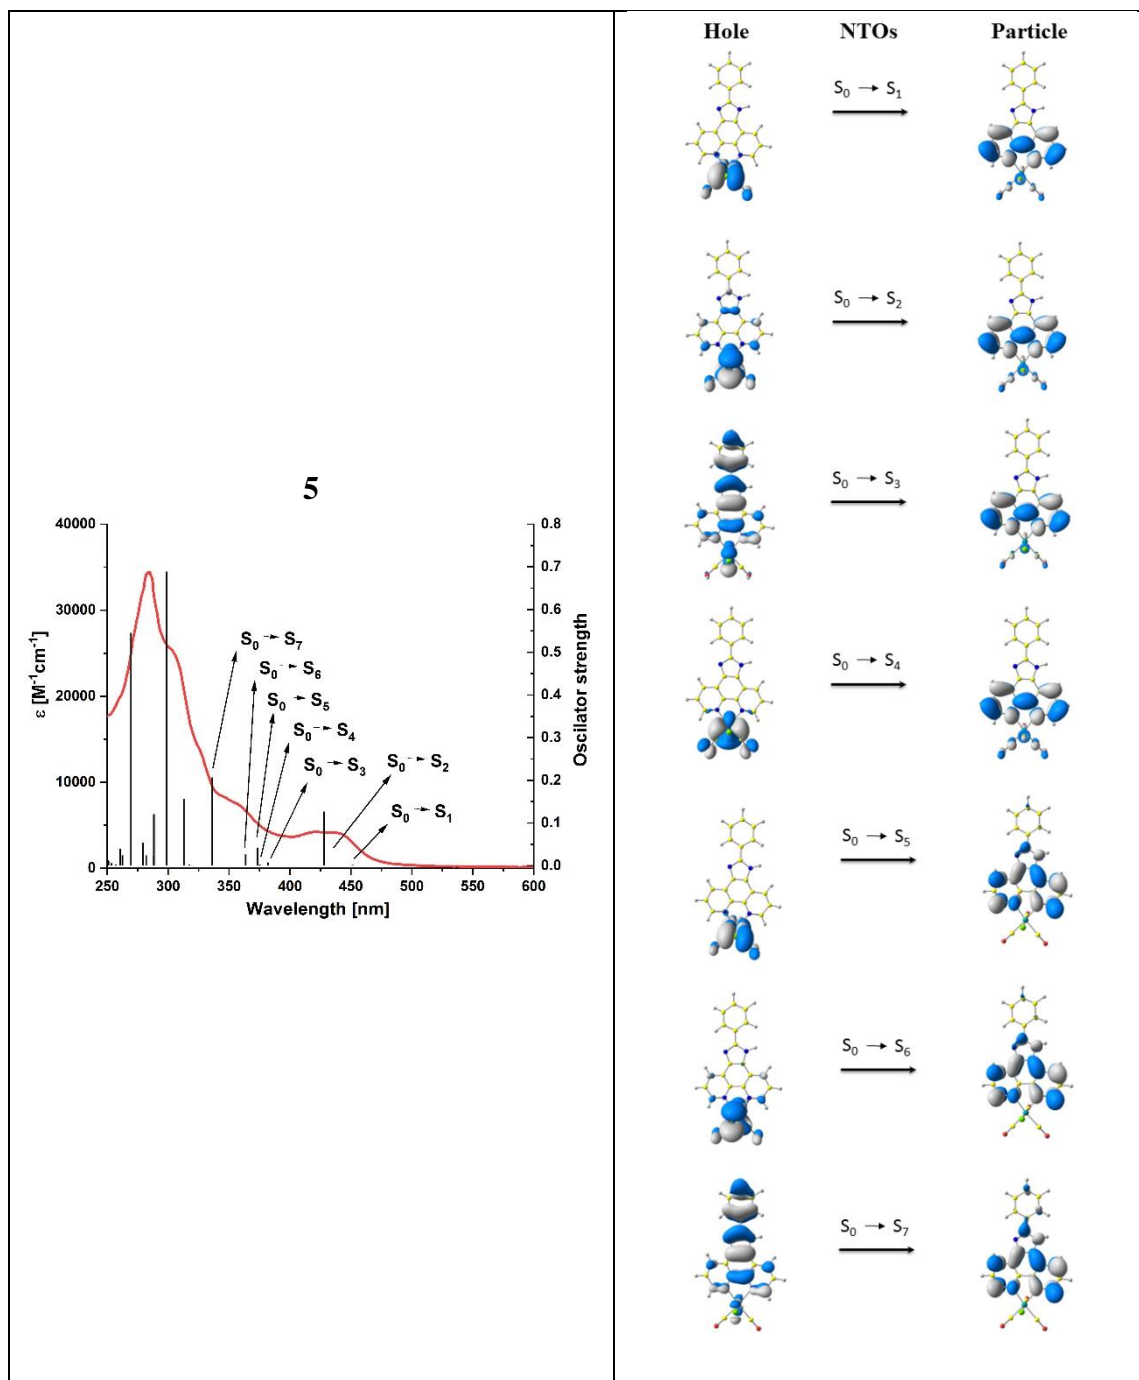 5
40000
30000
20000
10000
0
ε [M⁻¹cm⁻¹]
0.8
0.7
0.6
0.5
0.4
0.3
0.2
0.1
0.0
Oscilator strength
S₀ → S₇
S₀ → S₆
S₀ → S₅
S₀ → S₄
S₀ → S₃
S₀ → S₂
S₀ → S₁
250 300 350 400 450 500 550 600
Wavelength [nm]
Hole NTOs Particle
S₀ → S₁
S₀ → S₂
S₀ → S₃
S₀ → S₄
S₀ → S₅
S₀ → S₆
S₀ → S₇